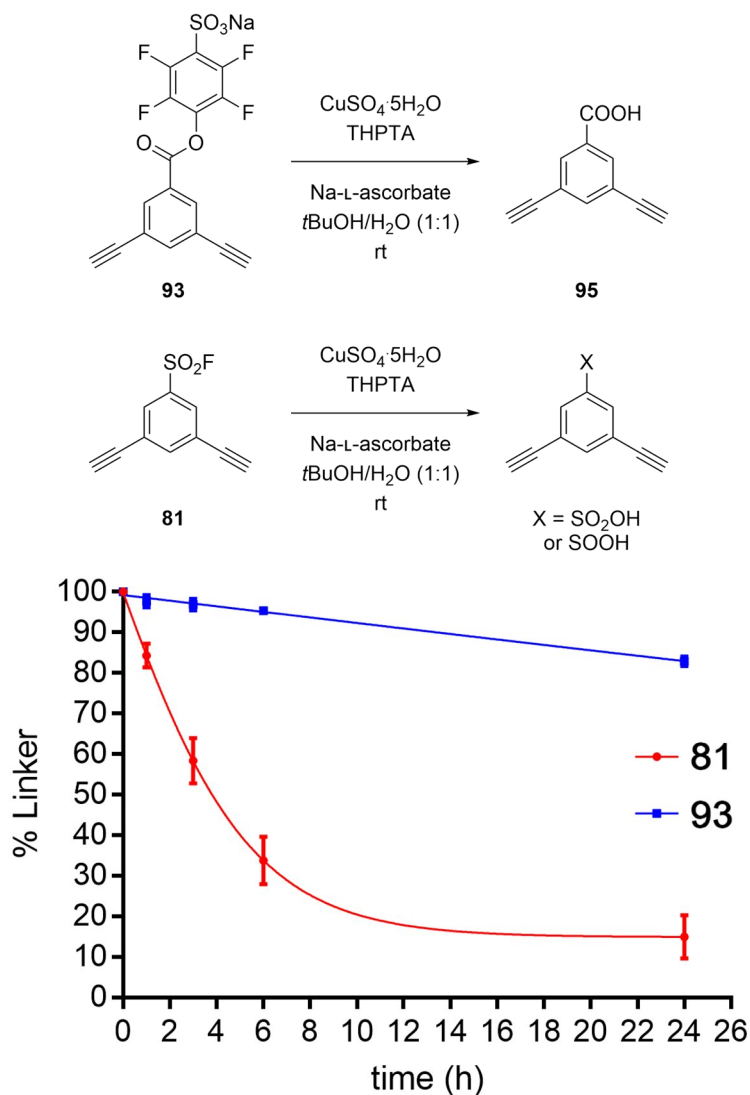 SO₃Na
F F
F F
O O
CuSO₄·5H₂O
THPTA
Na-ʟ-ascorbate
tBuOH/H₂O (1:1)
rt
COOH
93
95
SO₂F
CuSO₄·5H₂O
THPTA
Na-ʟ-ascorbate
tBuOH/H₂O (1:1)
rt
X
81
X = SO₂OH
or SOOH
100
90
80
70
60
50
40
30
20
10
0
% Linker
81
93
0 2 4 6 8 10 12 14 16 18 20 22 24 26
time (h)